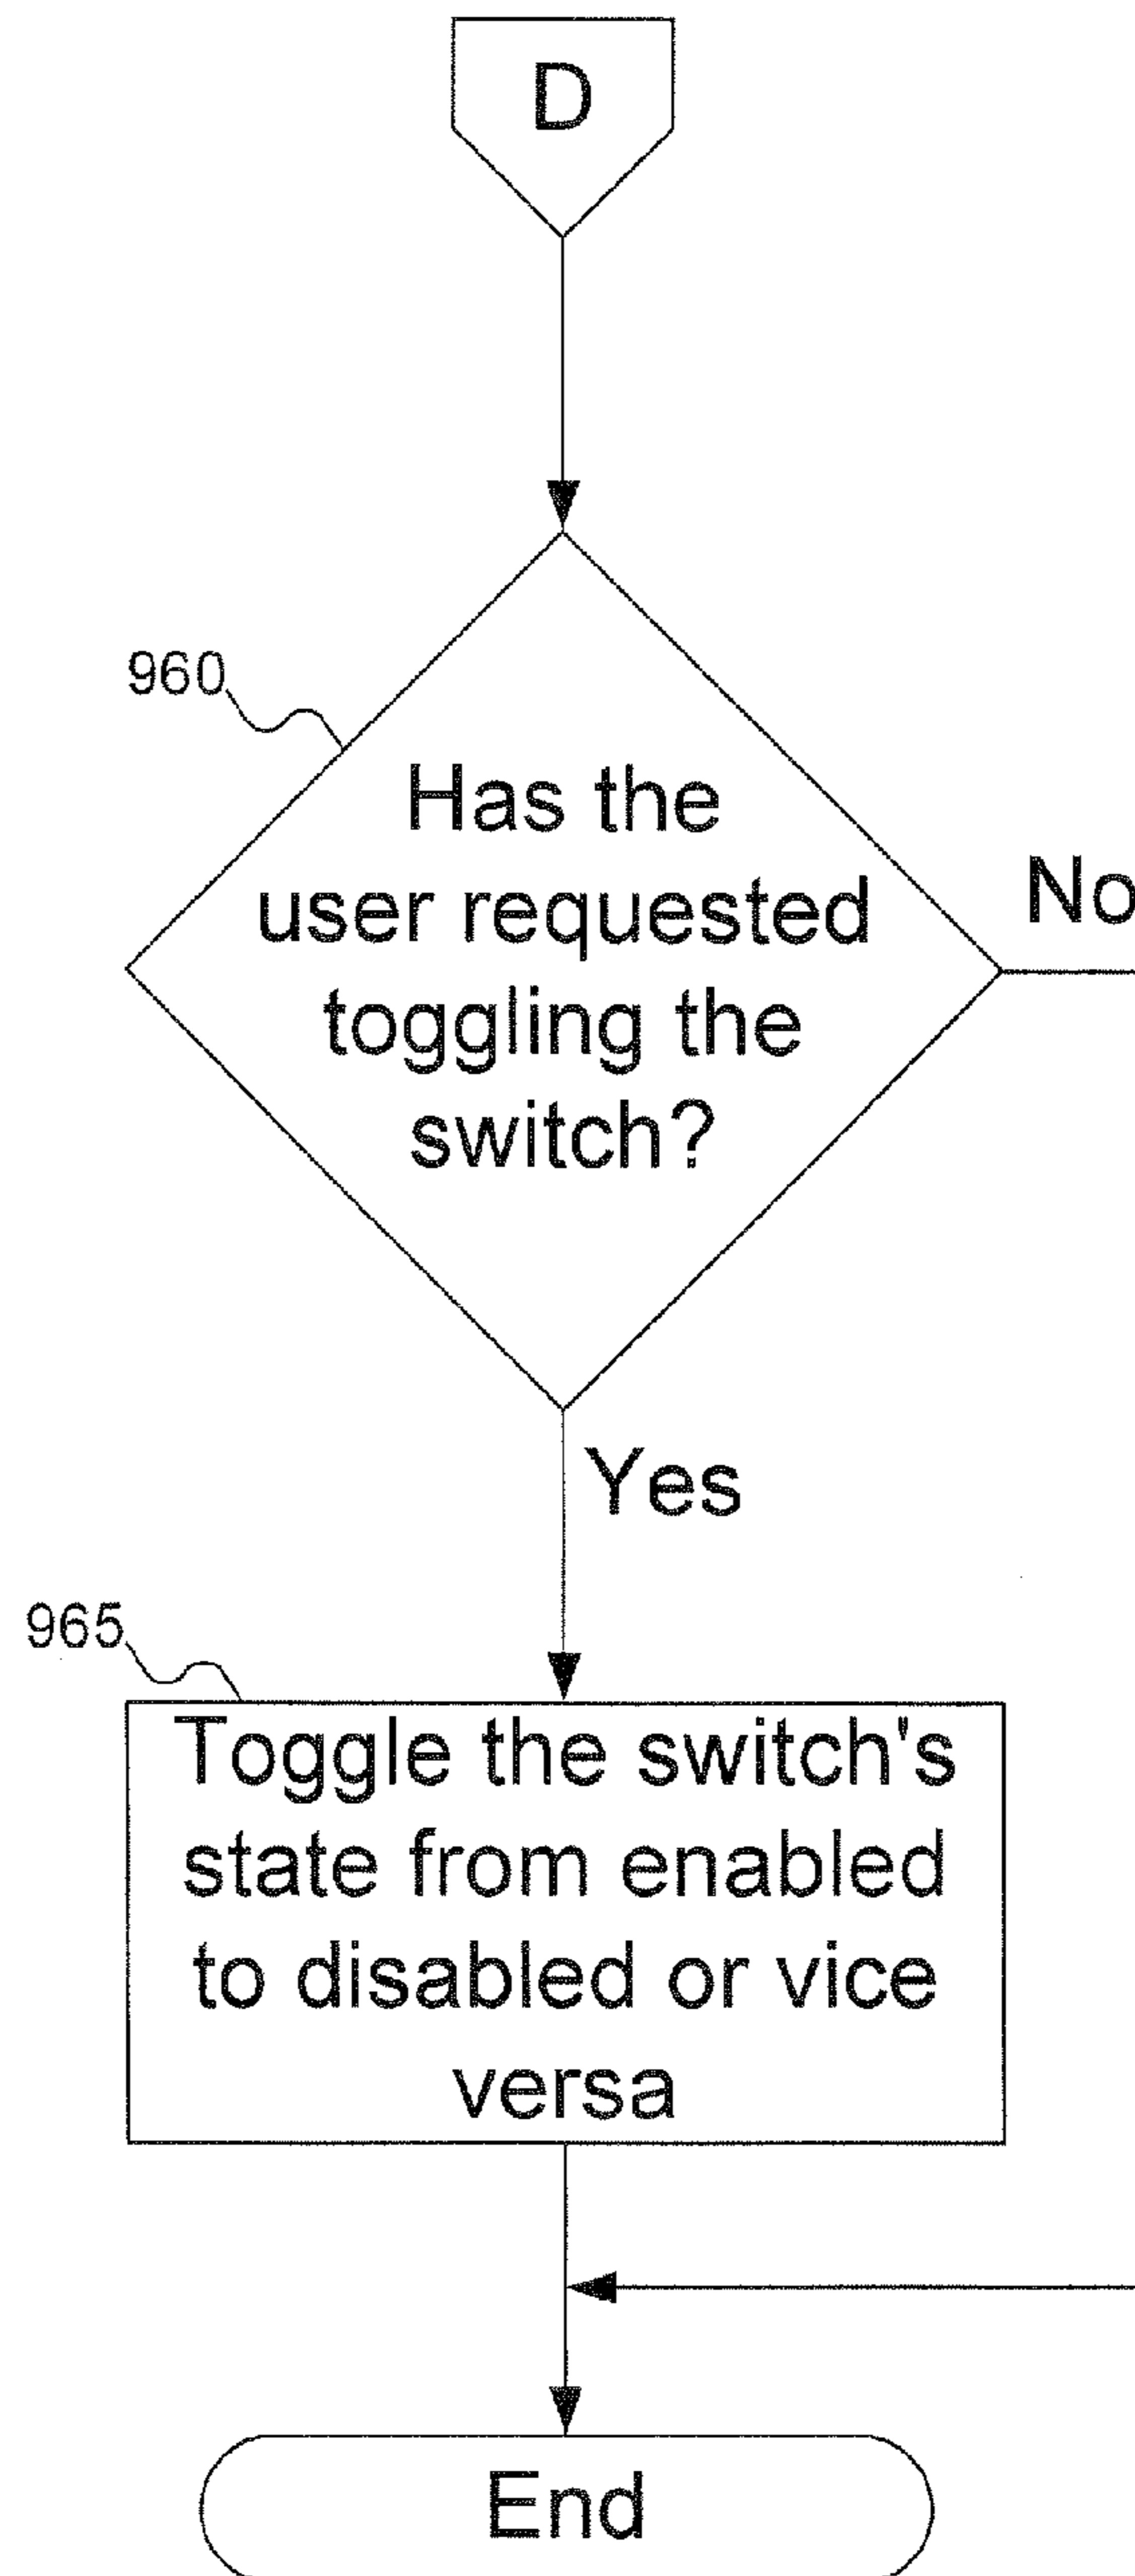 D
960
Has the
user requested
toggling the
switch?
No
Yes
965
Toggle the switch's
state from enabled
to disabled or vice
versa
End